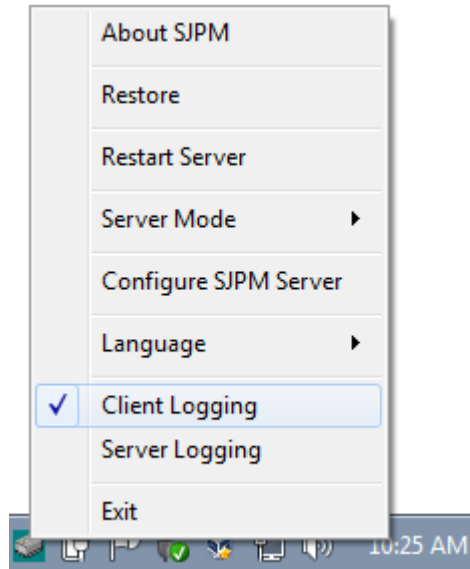 About SJPM
Restore
Restart Server
Server Mode
Configure SJPM Server
Language
Client Logging
Server Logging
Exit
10:25 AM